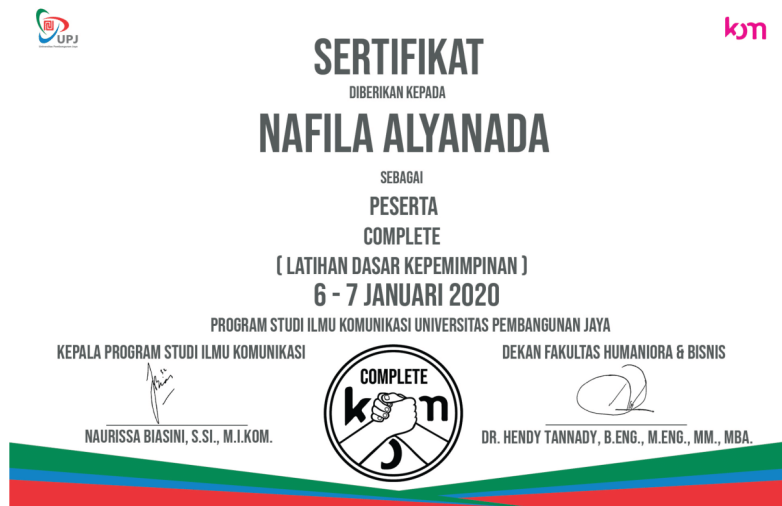 UPJ
kom
SERTIFIKAT
DIBERIKAN KEPADA
NAFILA ALYANADA
SEBAGAI
PESERTA
COMPLETE
( LATIHAN DASAR KEPEMIMPINAN )
6 - 7 JANUARI 2020
PROGRAM STUDI ILMU KOMUNIKASI UNIVERSITAS PEMBANGUNAN JAYA
KEPALA PROGRAM STUDI ILMU KOMUNIKASI
DEKAN FAKULTAS HUMANIORA & BISNIS
COMPLETE
kom
NAURISSA BIASINI, S.SI., M.I.KOM.
DR. HENDY TANNADY, B.ENG., M.ENG., MM., MBA.